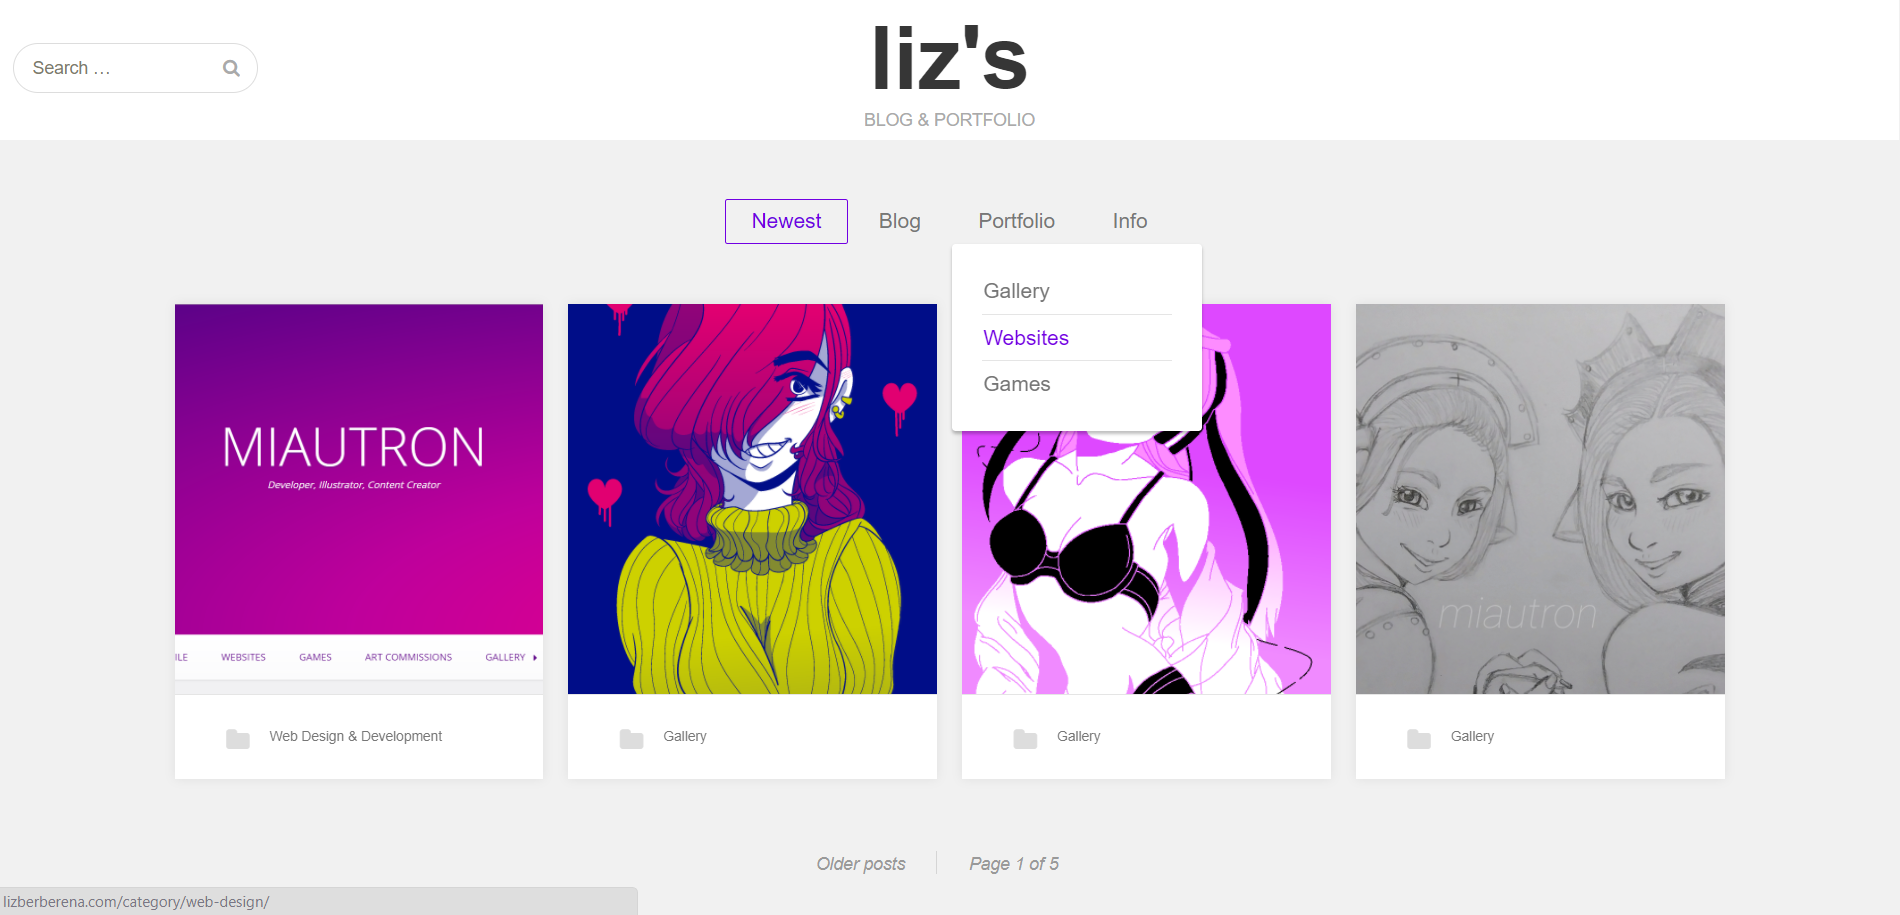 Search …
liz's
BLOG & PORTFOLIO
Newest
Blog
Portfolio
Info
Gallery
Websites
Games
MIAUTRON
Developer, Illustrator, Content Creator
ILE
WEBSITES
GAMES
ART COMMISSIONS
GALLERY
miautron
Web Design & Development
Gallery
Gallery
Gallery
Older posts
Page 1 of 5
lizberberena.com/category/web-design/